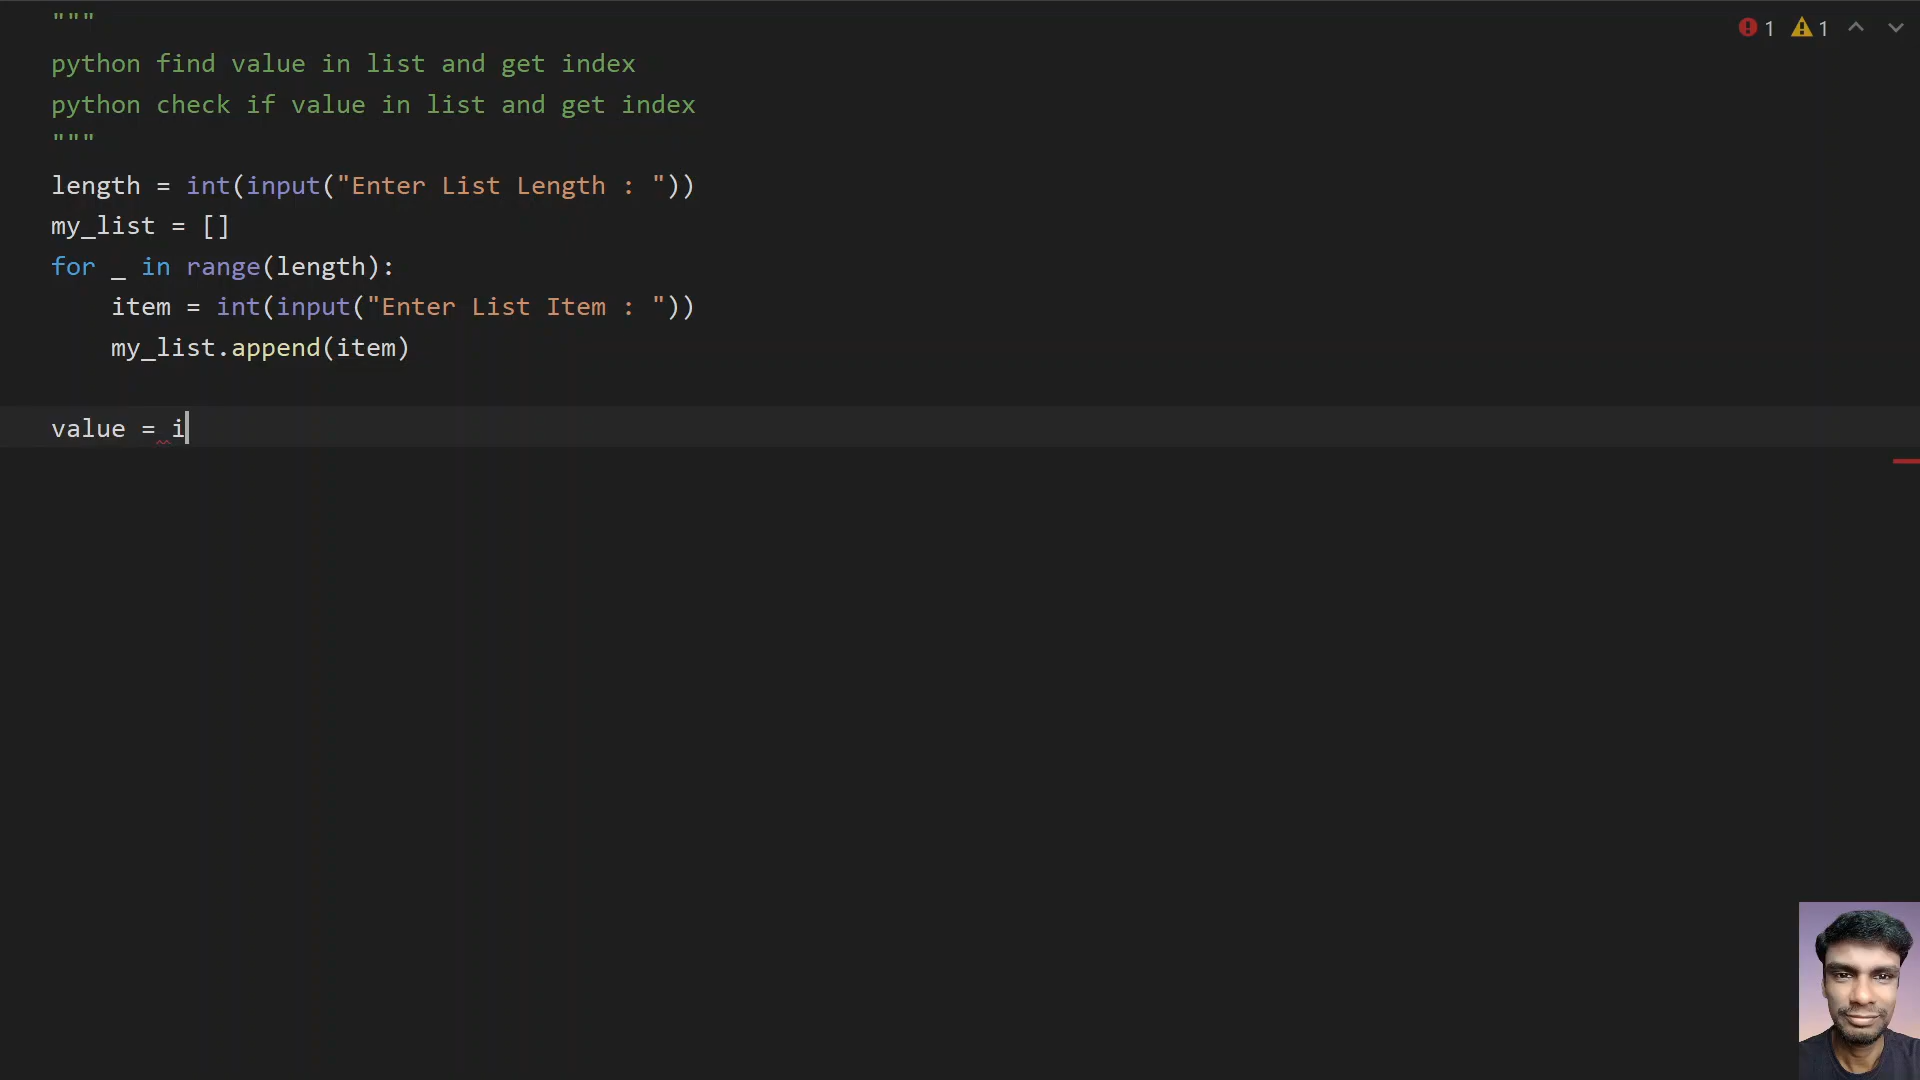 """
python find value in list and get index
python check if value in list and get index
"""
length = int(input("Enter List Length : "))
my_list = []
for _ in range(length):
    item = int(input("Enter List Item : "))
    my_list.append(item)
value = i
1 1